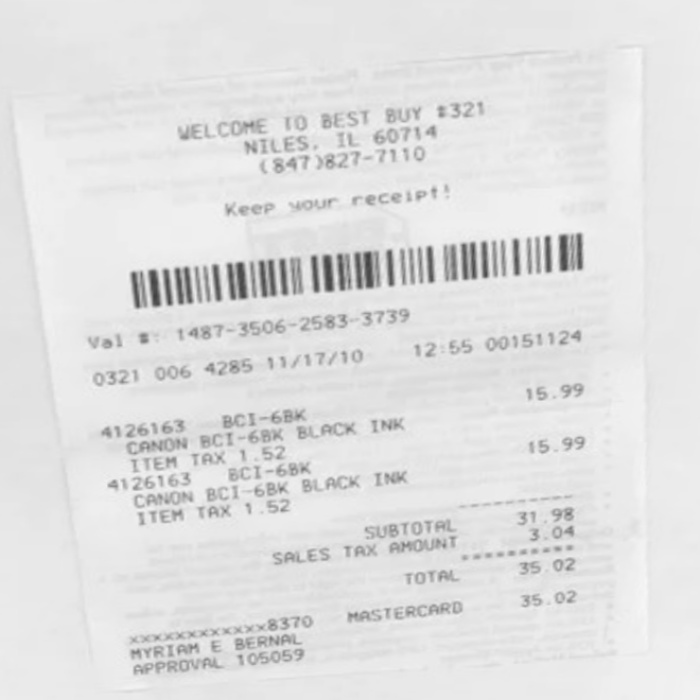 WELCOME TO BEST BUY #321
NILES, IL 60714
(847)827-7110
Keep your receipt!
Val #: 1487-3506-2583-3739
0321 006 4285 11/17/10 12:55 00151124
4126163 BCI-6BK 15.99
CANON BCI-6BK BLACK INK
ITEM TAX 1.52
4126163 BCI-6BK 15.99
CANON BCI-6BK BLACK INK
ITEM TAX 1.52
SUBTOTAL 31.98
SALES TAX AMOUNT 3.04
TOTAL 35.02
xxxxxxxxxxxx8370 MASTERCARD 35.02
MYRIAM E BERNAL
APPROVAL 105059